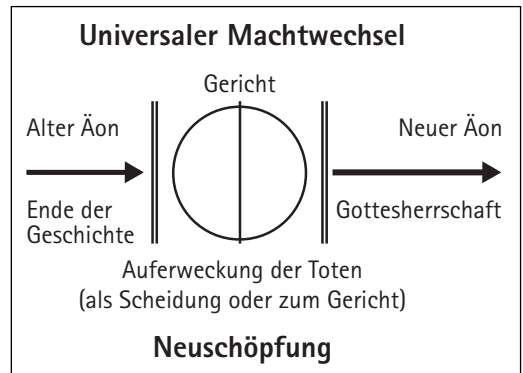 Universaler Machtwechsel
Gericht
Alter Äon
Neuer Äon
Ende der
Geschichte
Gottesherrschaft
Auferweckung der Toten
(als Scheidung oder zum Gericht)
Neuschöpfung